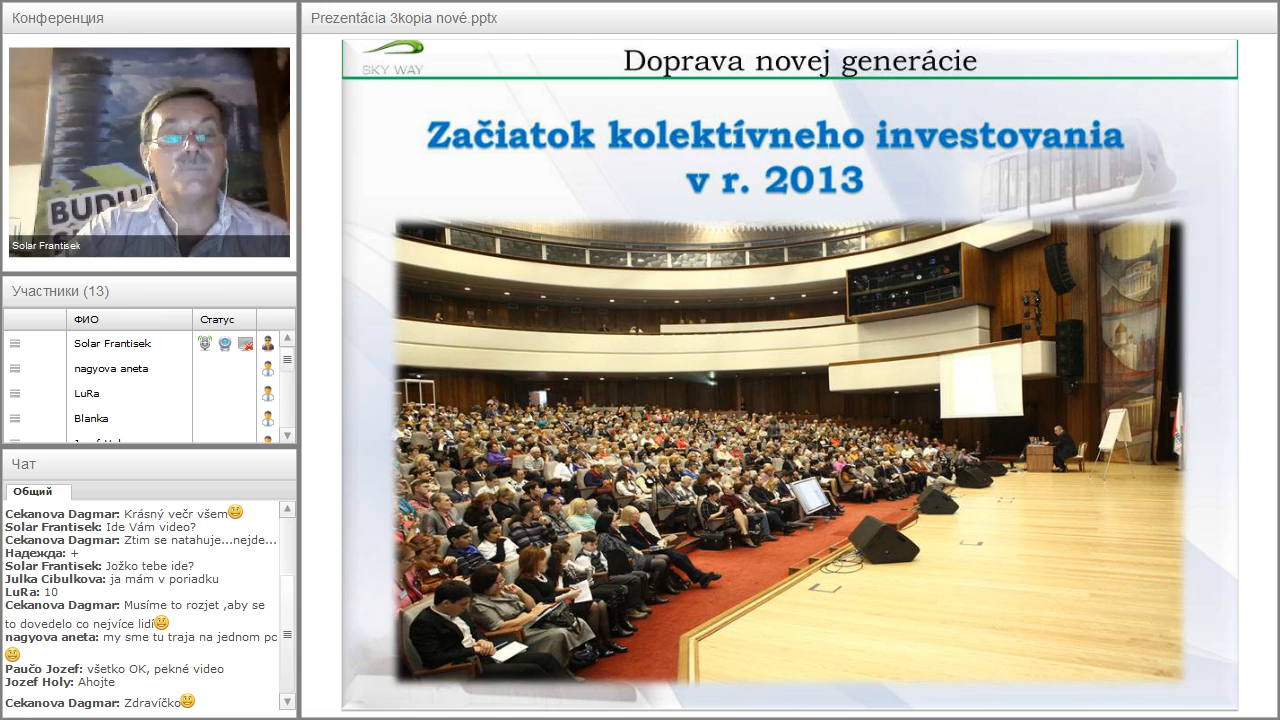 Конференция
BUDU
Solar Frantisek
Участники (13)
ФИО
Статус
Solar Frantisek
nagyova aneta
LuRa
Blanka
Чат
Общий
Cekanova Dagmar: Krásný večr všem
Solar Frantisek: Ide Vám video?
Cekanova Dagmar: Ztim se natahuje...nejde...
Надежда: +
Solar Frantisek: Jožko tebe ide?
Julka Cibulkova: ja mám v poriadku
LuRa: 10
Cekanova Dagmar: Musíme to rozjet ,aby se
to dovedelo co nejvíce lidí
nagyova aneta: my sme tu traja na jednom pc
Paučo Jozef: všetko OK, pekné video
Jozef Holy: Ahojte
Cekanova Dagmar: Zdravíčko
Prezentácia 3kopia nové.pptx
SKY WAY
Doprava novej generácie
Začiatok kolektívneho investovania
v r. 2013